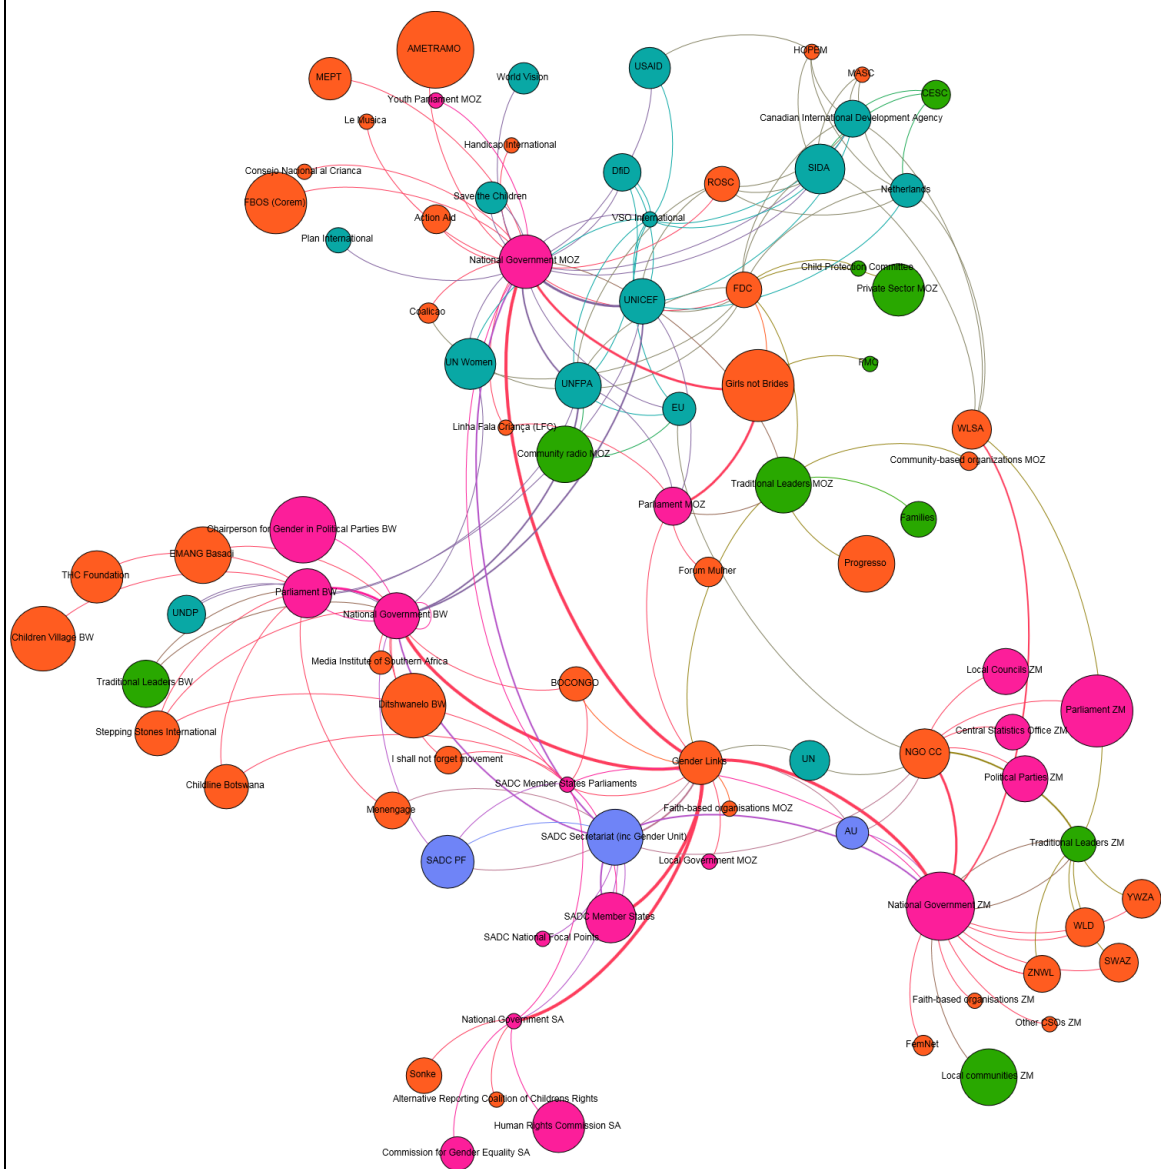 HOPEM
AMETRAMO
USAID
MASC
MEPT
World Vision
CESC
Youth Parliament MOZ
Canadian International Development Agency
Le Musica
Handicap International
Consejo Nacional al Crianca
DfiD
SIDA
ROSC
Netherlands
Save the Children
FBOS (Corem)
Action Aid
VSO International
Plan International
National Government MOZ
Child Protection Committee
Private Sector MOZ
UNICEF
FDC
Coalicao
UN Women
FMO
UNFPA
Girls not Brides
EU
Linha Fala Criança (LFC)
WLSA
Community radio MOZ
Community-based organizations MOZ
Traditional Leaders MOZ
Parliament MOZ
Families
Chairperson for Gender in Political Parties BW
EMANG Basadi
THC Foundation
Forum Mulher
Progresso
Parliament BW
UNDP
National Government BW
Children Village BW
Media Institute of Southern Africa
Local Councils ZM
Traditional Leaders BW
BOCONGO
Ditshwanelo BW
Parliament ZM
Stepping Stones International
Central Statistics Office ZM
I shall not forget movement
Gender Links
UN
NGO CC
Political Parties ZM
Childline Botswana
SADC Member States Parliaments
Menengage
Faith-based organisations MOZ
SADC Secretariat (inc Gender Unit)
AU
Traditional Leaders ZM
SADC PF
Local Government MOZ
YWZA
National Government ZM
SADC Member States
WLD
SADC National Focal Points
SWAZ
ZNWL
Faith-based organisations ZM
National Government SA
Other CSOs ZM
FemNet
Sonke
Local communities ZM
Alternative Reporting Coalition of Childrens Rights
Human Rights Commission SA
Commission for Gender Equality SA